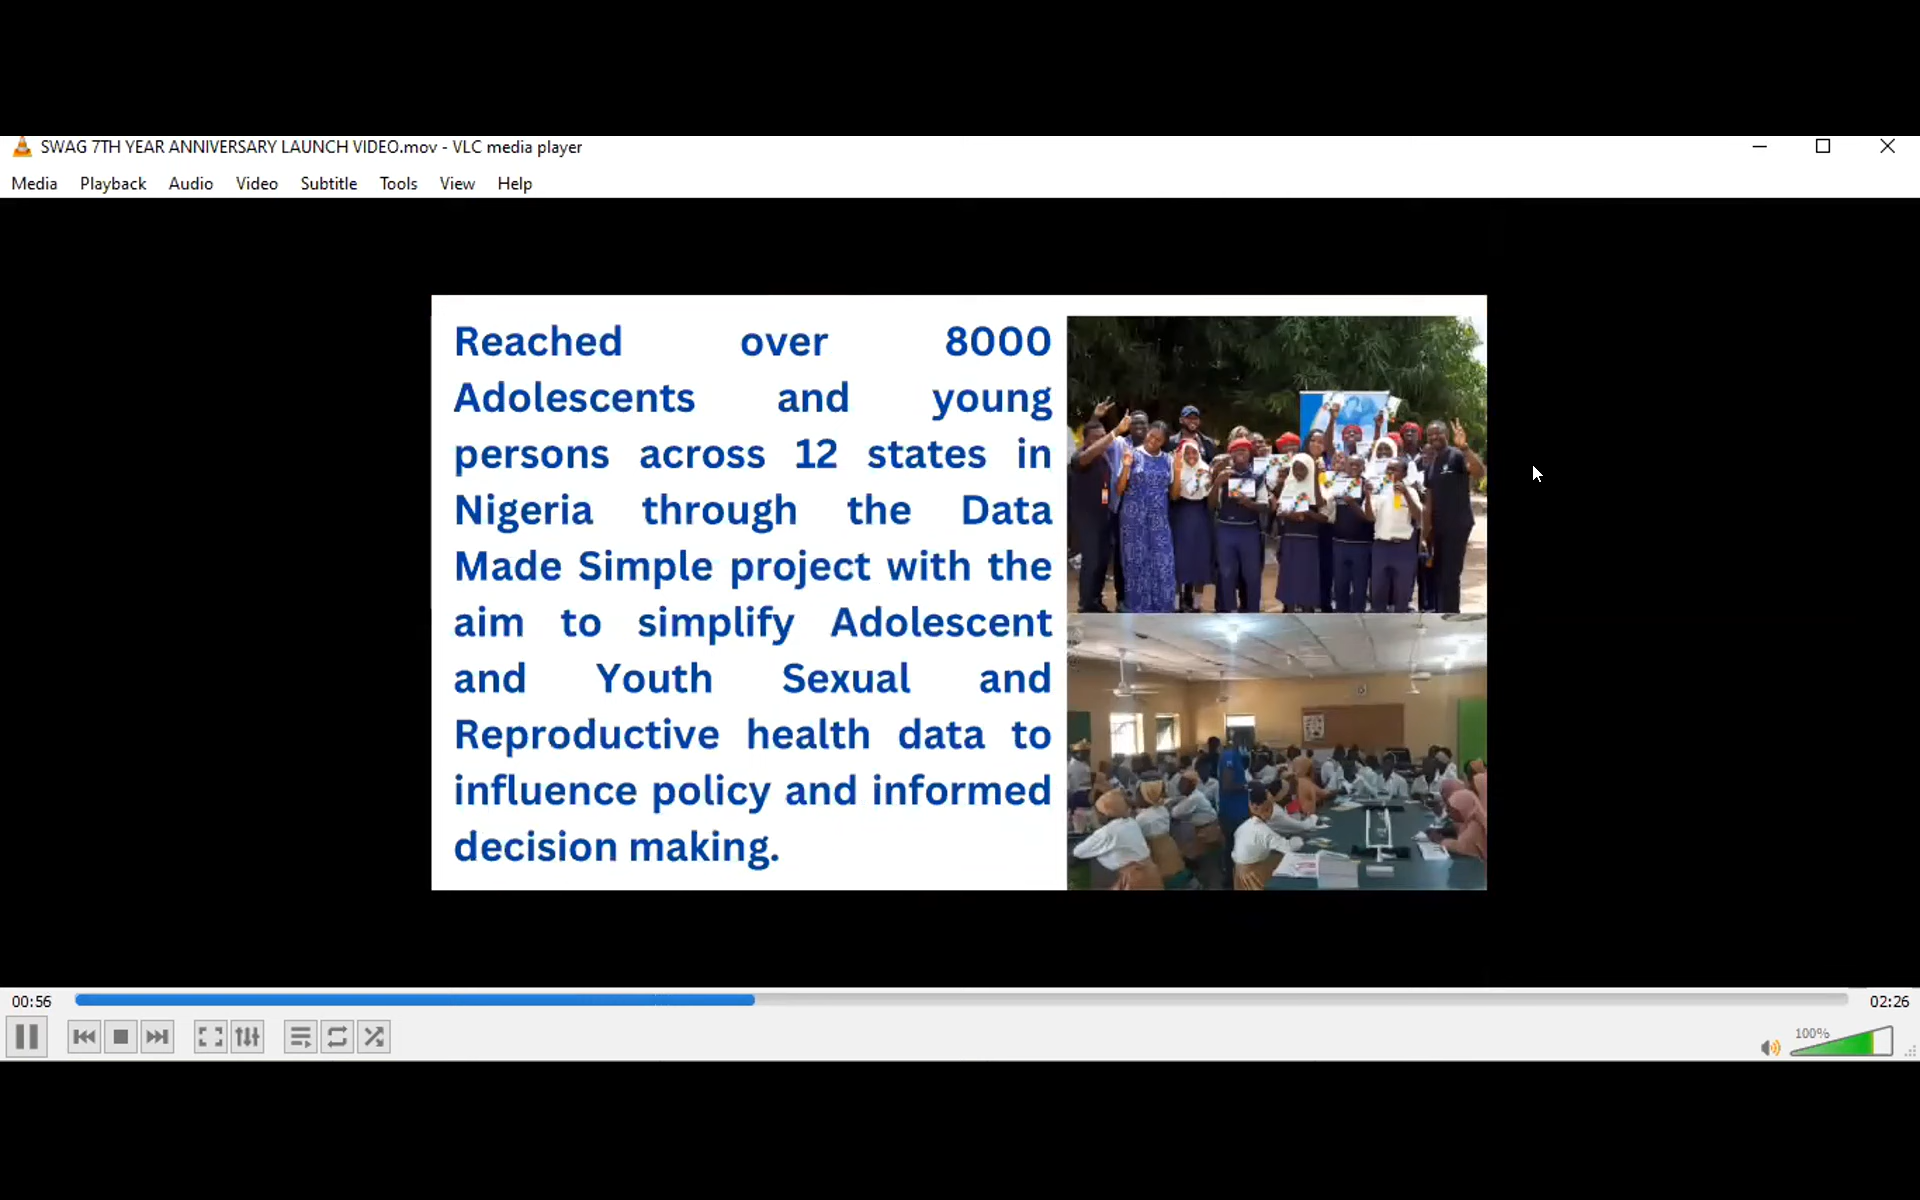 SWAG 7TH YEAR ANNIVERSARY LAUNCH VIDEO.mov - VLC media player
Media Playback Audio Video Subtitle Tools View Help
Reached over 8000
Adolescents and young
persons across 12 states in
Nigeria through the Data
Made Simple project with the
aim to simplify Adolescent
and Youth Sexual and
Reproductive health data to
influence policy and informed
decision making.
00:56
02:26
100%